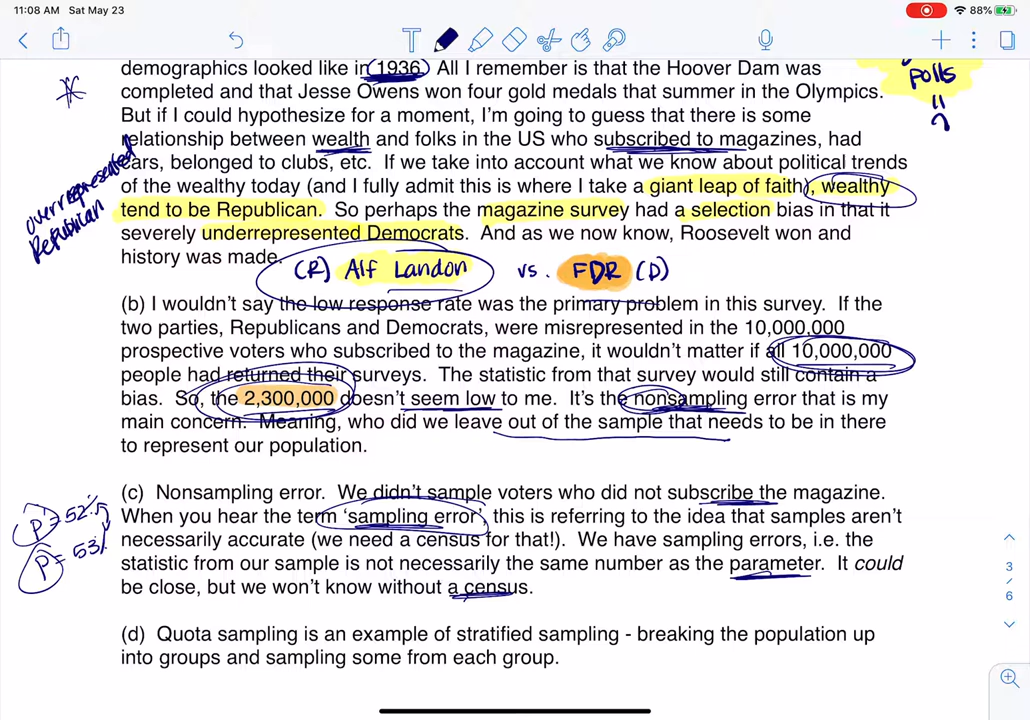 11:08 AM Sat May 23
88%
demographics looked like in 1936) All I remember is that the Hoover Dam was
completed and that Jesse Owens won four gold medals that summer in the Olympics.
But if I could hypothesize for a moment, I'm going to guess that there is some
relationship between wealth and folks in the US who subscribed to magazines, had
cars, belonged to clubs, etc. If we take into account what we know about political trends
of the wealthy today (and I fully admit this is where I take a giant leap of faith), wealthy
tend to be Republican. So perhaps the magazine survey had a selection bias in that it
severely underrepresented Democrats. And as we now know, Roosevelt won and
history was made.
polls
overrepresented
Republican
(R) Alf Landon vs. FDR (D)
(b) I wouldn't say the low response rate was the primary problem in this survey. If the
two parties, Republicans and Democrats, were misrepresented in the 10,000,000
prospective voters who subscribed to the magazine, it wouldn't matter if all 10,000,000
people had returned their surveys. The statistic from that survey would still contain a
bias. So, the 2,300,000 doesn't seem low to me. It's the nonsampling error that is my
main concern. Meaning, who did we leave out of the sample that needs to be in there
to represent our population.
(c) Nonsampling error. We didn't sample voters who did not subscribe the magazine.
When you hear the term 'sampling error', this is referring to the idea that samples aren't
necessarily accurate (we need a census for that!). We have sampling errors, i.e. the
statistic from our sample is not necessarily the same number as the parameter. It could
be close, but we won't know without a census.
p̂ = 52%
p̂ = 53%
(d) Quota sampling is an example of stratified sampling - breaking the population up
into groups and sampling some from each group.
3
/
6